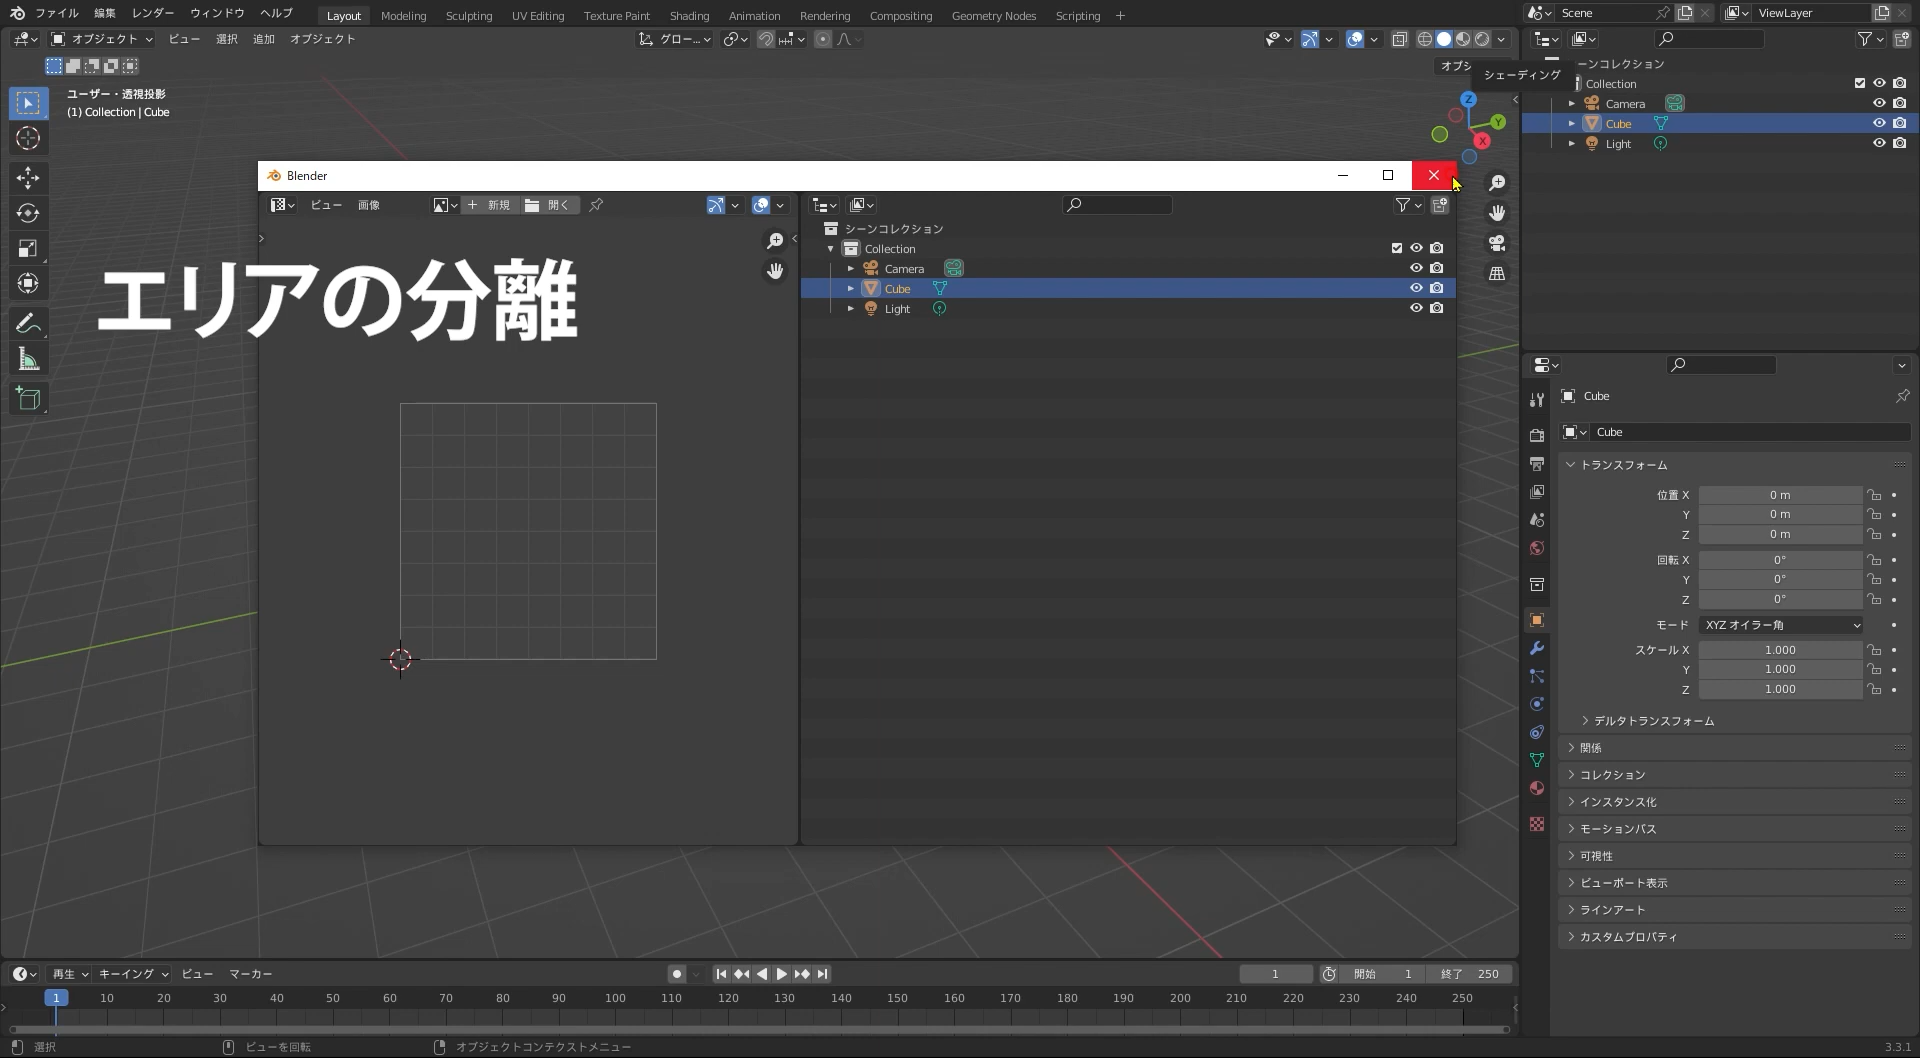 ファイル 編集 レンダー ウィンドウ ヘルプ Layout Modeling Sculpting UV Editing Texture Paint Shading Animation Rendering Compositing Geometry Nodes Scripting + Scene ViewLayer
オブジェクト ビュー 選択 追加 オブジェクト グロー...
オプシ
シェーディング
ユーザー・透視投影
(1) Collection | Cube
Z
Y
X
ーンコレクション
Collection
Camera
Cube
Light
Blender
ビュー 画像 + 新規 開く
シーンコレクション
Collection
Camera
Cube
Light
エリアの分離
Cube
Cube
トランスフォーム
位置 X 0 m
Y 0 m
Z 0 m
回転 X 0°
Y 0°
Z 0°
モード XYZ オイラー角
スケール X 1.000
Y 1.000
Z 1.000
デルタトランスフォーム
関係
コレクション
インスタンス化
モーションパス
可視性
ビューポート表示
ラインアート
カスタムプロパティ
再生 キーイング ビュー マーカー 1 開始 1 終了 250
1 10 20 30 40 50 60 70 80 90 100 110 120 130 140 150 160 170 180 190 200 210 220 230 240 250
選択 ビューを回転 オブジェクトコンテクストメニュー 3.3.1